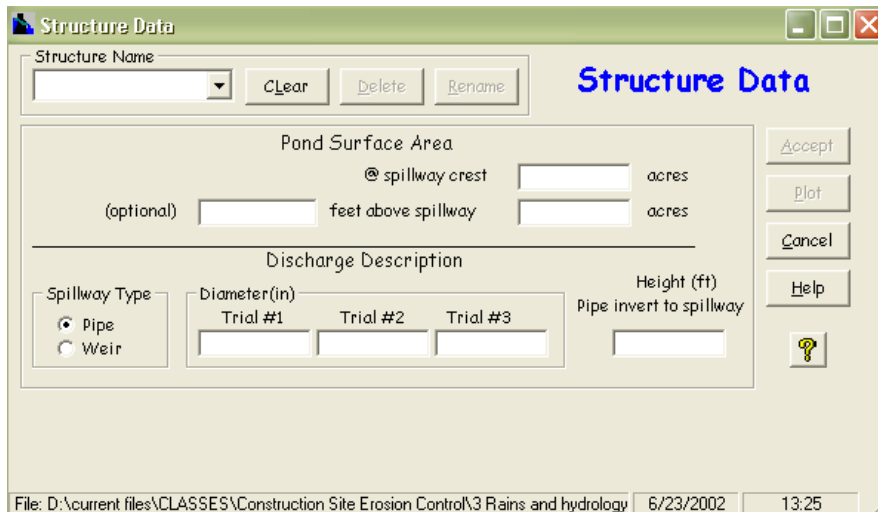 Structure Data
Structure Name
CLear Delete Rename
Structure Data
Pond Surface Area
@ spillway crest acres
(optional) feet above spillway acres
Discharge Description
Spillway Type
Pipe
Weir
Diameter(in)
Trial #1 Trial #2 Trial #3
Height (ft)
Pipe invert to spillway
Accept
Plot
Cancel
Help
?
File: D:\current files\CLASSES\Construction Site Erosion Control\3 Rains and hydrology 6/23/2002 13:25